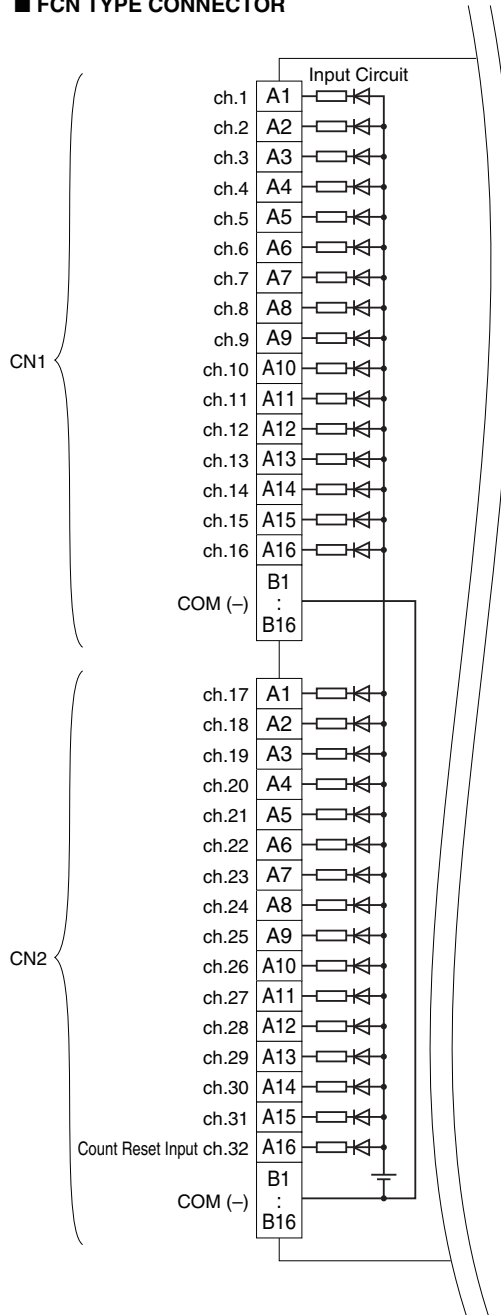 ■ FCN TYPE CONNECTOR
Input Circuit
CN1
ch.1 A1
ch.2 A2
ch.3 A3
ch.4 A4
ch.5 A5
ch.6 A6
ch.7 A7
ch.8 A8
ch.9 A9
ch.10 A10
ch.11 A11
ch.12 A12
ch.13 A13
ch.14 A14
ch.15 A15
ch.16 A16
B1
COM (–) :
B16
CN2
ch.17 A1
ch.18 A2
ch.19 A3
ch.20 A4
ch.21 A5
ch.22 A6
ch.23 A7
ch.24 A8
ch.25 A9
ch.26 A10
ch.27 A11
ch.28 A12
ch.29 A13
ch.30 A14
ch.31 A15
Count Reset Input ch.32 A16
B1
COM (–) :
B16